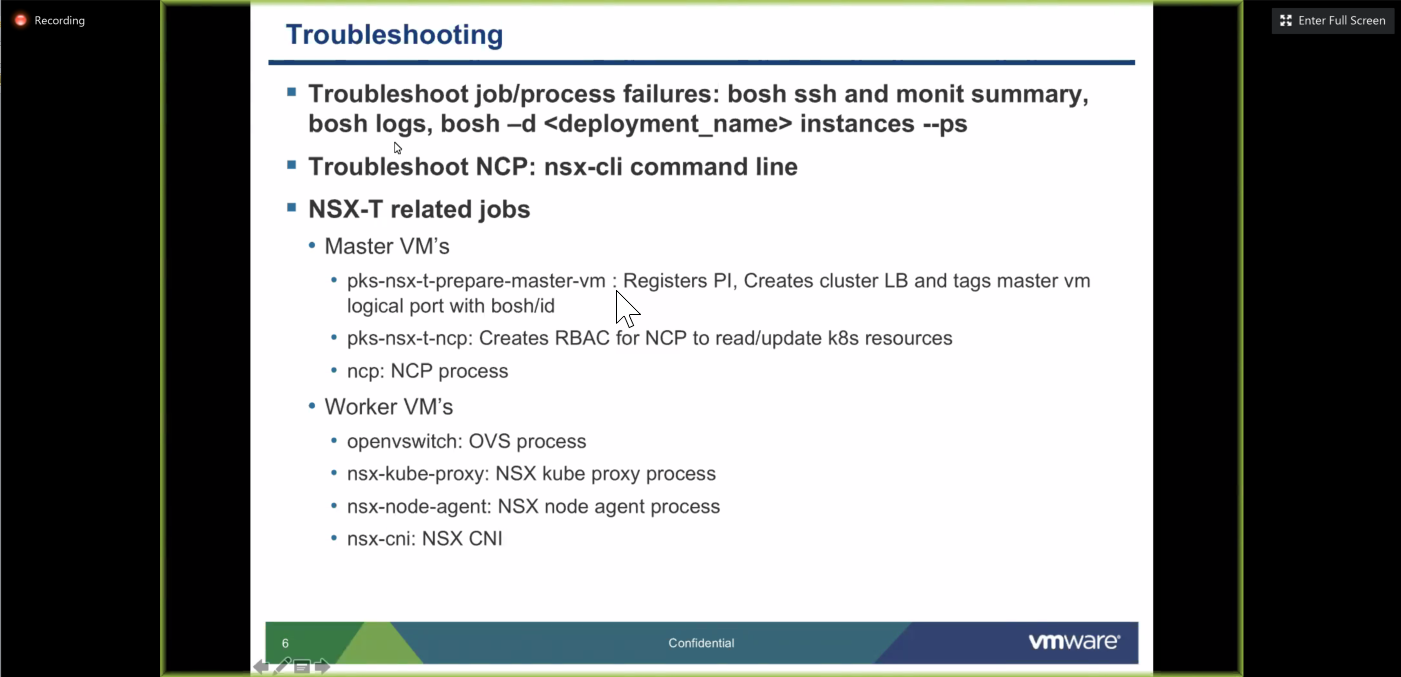 Recording
Enter Full Screen
Troubleshooting
Troubleshoot job/process failures: bosh ssh and monit summary,
bosh logs, bosh –d <deployment_name> instances --ps
Troubleshoot NCP: nsx-cli command line
NSX-T related jobs
Master VM’s
pks-nsx-t-prepare-master-vm : Registers PI, Creates cluster LB and tags master vm
logical port with bosh/id
pks-nsx-t-ncp: Creates RBAC for NCP to read/update k8s resources
ncp: NCP process
Worker VM’s
openvswitch: OVS process
nsx-kube-proxy: NSX kube proxy process
nsx-node-agent: NSX node agent process
nsx-cni: NSX CNI
6
Confidential
vmware